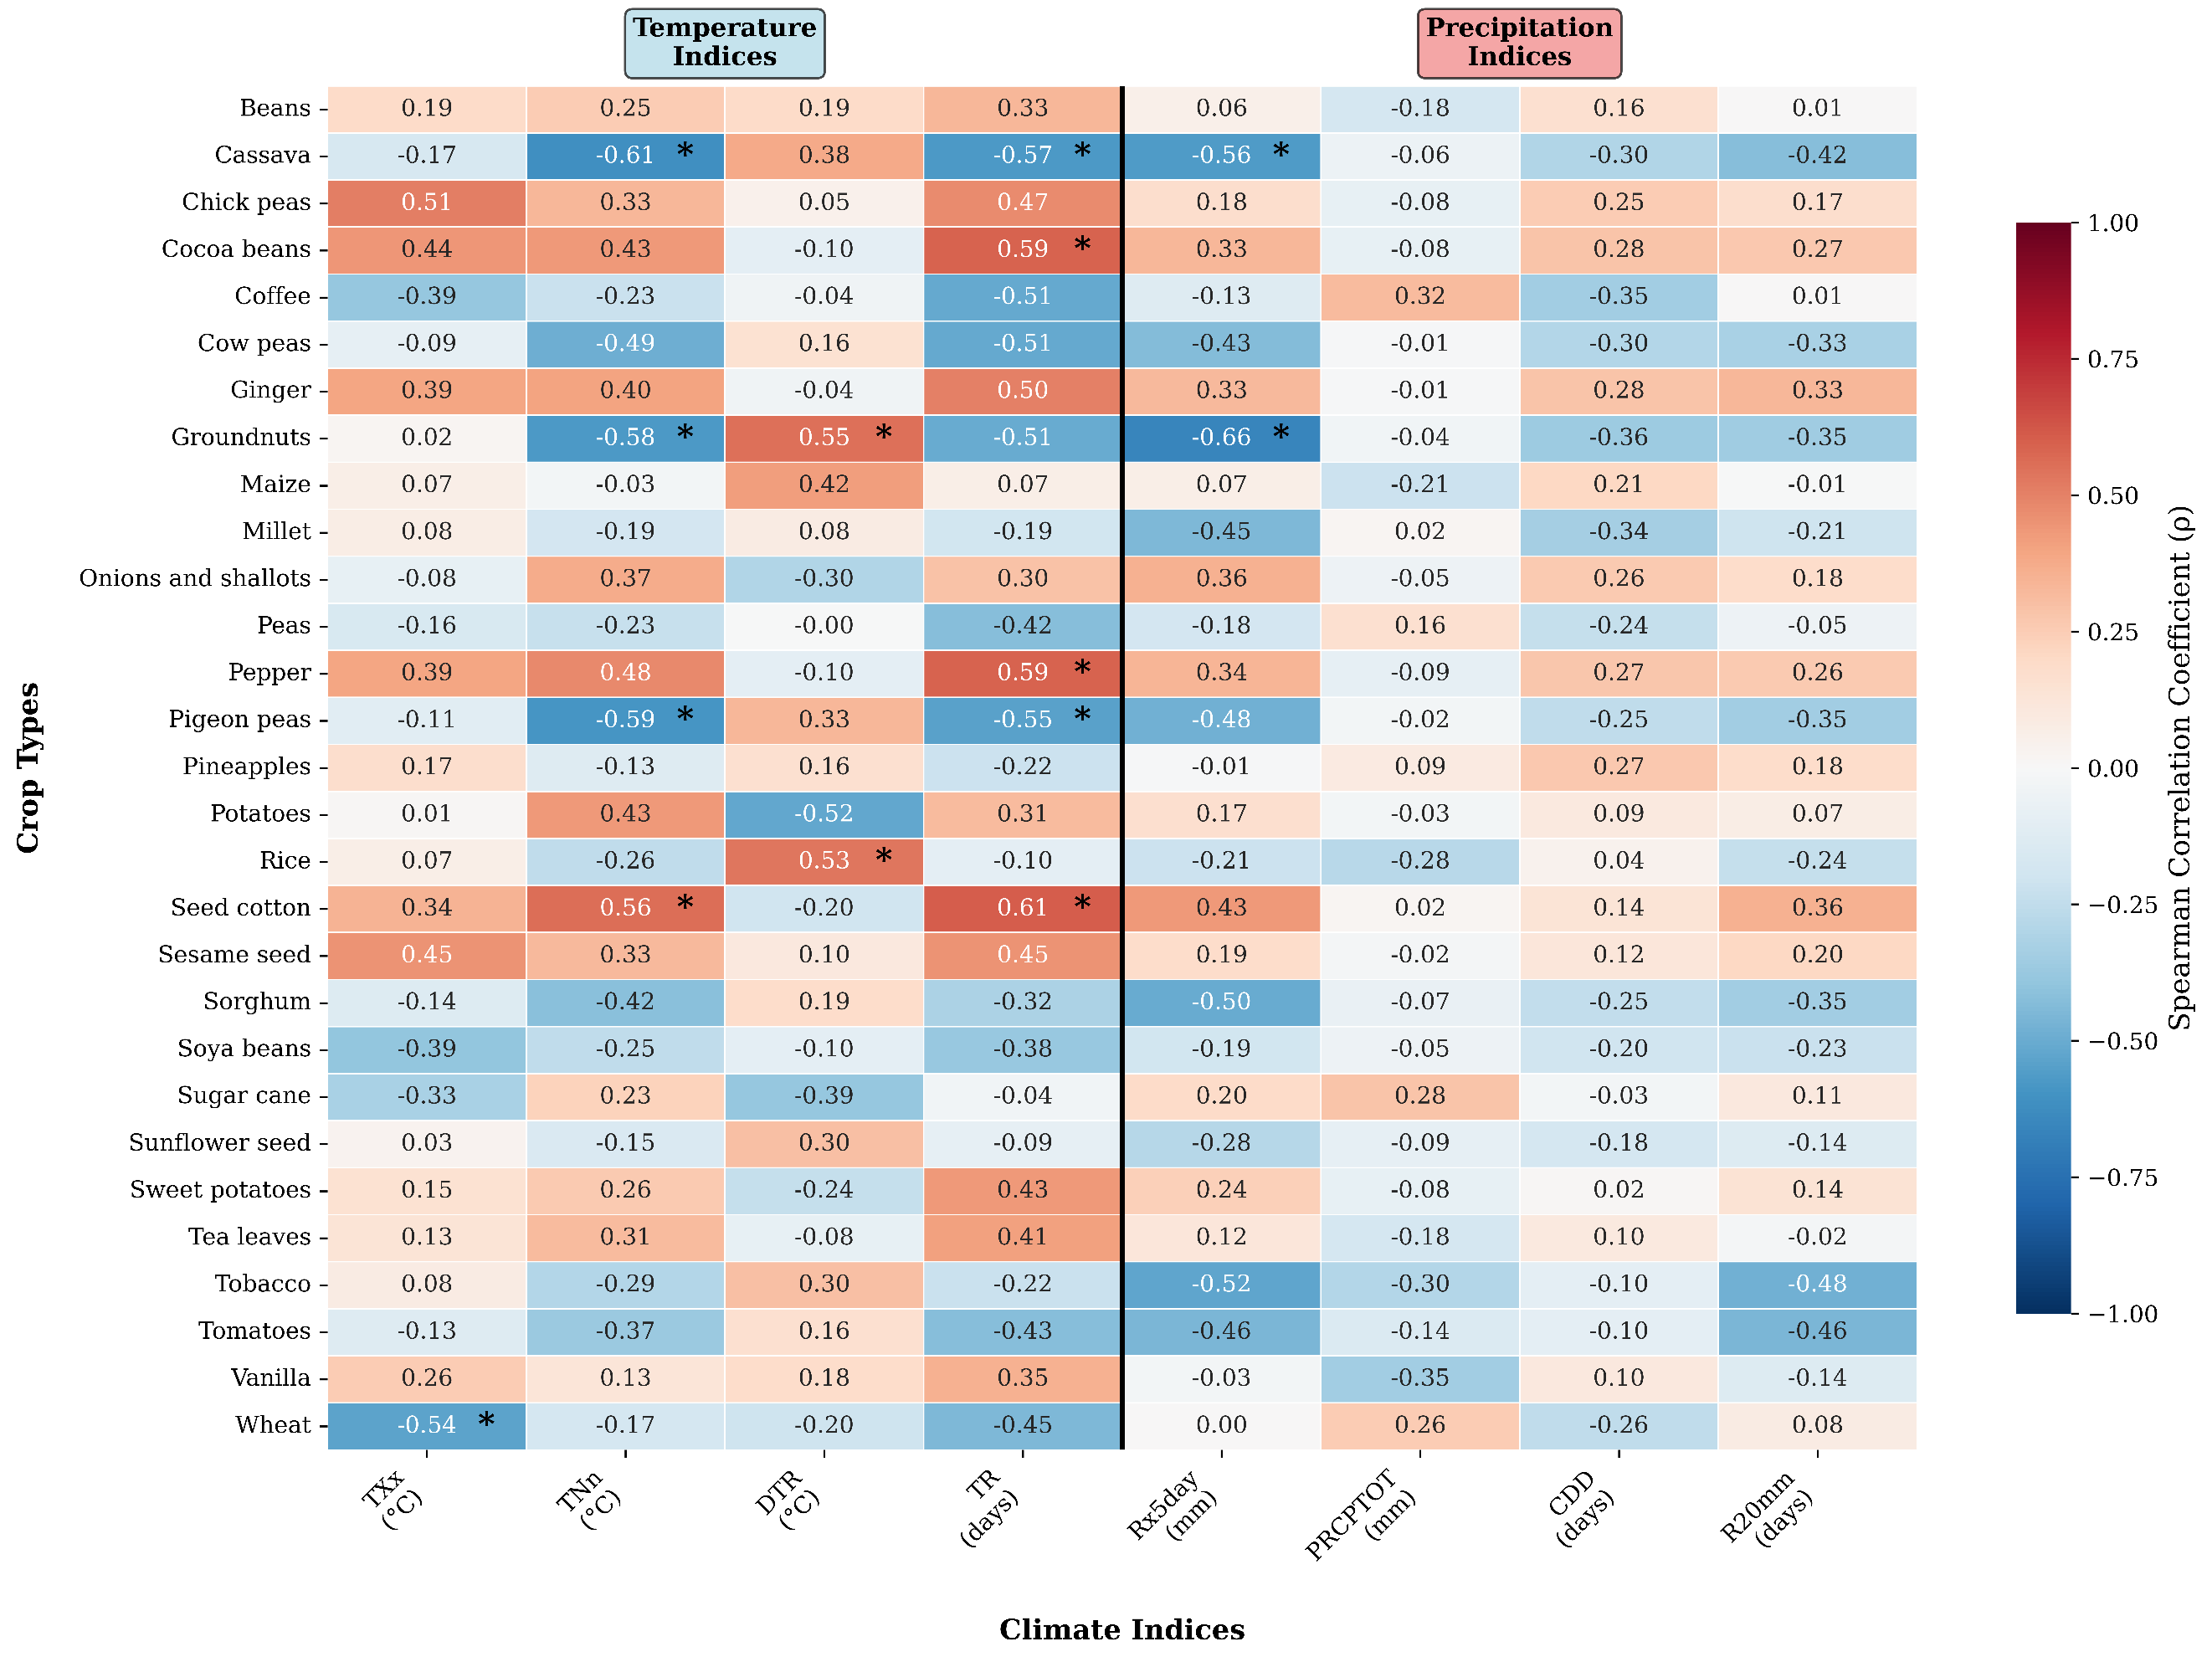 Temperature
Indices
Precipitation
Indices
Beans 0.19 0.25 0.19 0.33 0.06 -0.18 0.16 0.01
Cassava -0.17 -0.61 * 0.38 -0.57 * -0.56 * -0.06 -0.30 -0.42
Chick peas 0.51 0.33 0.05 0.47 0.18 -0.08 0.25 0.17
Cocoa beans 0.44 0.43 -0.10 0.59 * 0.33 -0.08 0.28 0.27
Coffee -0.39 -0.23 -0.04 -0.51 -0.13 0.32 -0.35 0.01
Cow peas -0.09 -0.49 0.16 -0.51 -0.43 -0.01 -0.30 -0.33
Ginger 0.39 0.40 -0.04 0.50 0.33 -0.01 0.28 0.33
Groundnuts 0.02 -0.58 * 0.55 * -0.51 -0.66 * -0.04 -0.36 -0.35
Maize 0.07 -0.03 0.42 0.07 0.07 -0.21 0.21 -0.01
Millet 0.08 -0.19 0.08 -0.19 -0.45 0.02 -0.34 -0.21
Onions and shallots -0.08 0.37 -0.30 0.30 0.36 -0.05 0.26 0.18
Peas -0.16 -0.23 -0.00 -0.42 -0.18 0.16 -0.24 -0.05
Pepper 0.39 0.48 -0.10 0.59 * 0.34 -0.09 0.27 0.26
Pigeon peas -0.11 -0.59 * 0.33 -0.55 * -0.48 -0.02 -0.25 -0.35
Pineapples 0.17 -0.13 0.16 -0.22 -0.01 0.09 0.27 0.18
Potatoes 0.01 0.43 -0.52 0.31 0.17 -0.03 0.09 0.07
Rice 0.07 -0.26 0.53 * -0.10 -0.21 -0.28 0.04 -0.24
Seed cotton 0.34 0.56 * -0.20 0.61 * 0.43 0.02 0.14 0.36
Sesame seed 0.45 0.33 0.10 0.45 0.19 -0.02 0.12 0.20
Sorghum -0.14 -0.42 0.19 -0.32 -0.50 -0.07 -0.25 -0.35
Soya beans -0.39 -0.25 -0.10 -0.38 -0.19 -0.05 -0.20 -0.23
Sugar cane -0.33 0.23 -0.39 -0.04 0.20 0.28 -0.03 0.11
Sunflower seed 0.03 -0.15 0.30 -0.09 -0.28 -0.09 -0.18 -0.14
Sweet potatoes 0.15 0.26 -0.24 0.43 0.24 -0.08 0.02 0.14
Tea leaves 0.13 0.31 -0.08 0.41 0.12 -0.18 0.10 -0.02
Tobacco 0.08 -0.29 0.30 -0.22 -0.52 -0.30 -0.10 -0.48
Tomatoes -0.13 -0.37 0.16 -0.43 -0.46 -0.14 -0.10 -0.46
Vanilla 0.26 0.13 0.18 0.35 -0.03 -0.35 0.10 -0.14
Wheat -0.54 * -0.17 -0.20 -0.45 0.00 0.26 -0.26 0.08
TXx
(°C)
TNn
(°C)
DTR
(°C)
TR
(days)
Rx5day
(mm)
PRCPTOT
(mm)
CDD
(days)
R20mm
(days)
Climate Indices
Crop Types
1.00
0.75
0.50
0.25
0.00
−0.25
−0.50
−0.75
−1.00
Spearman Correlation Coefficient (ρ)